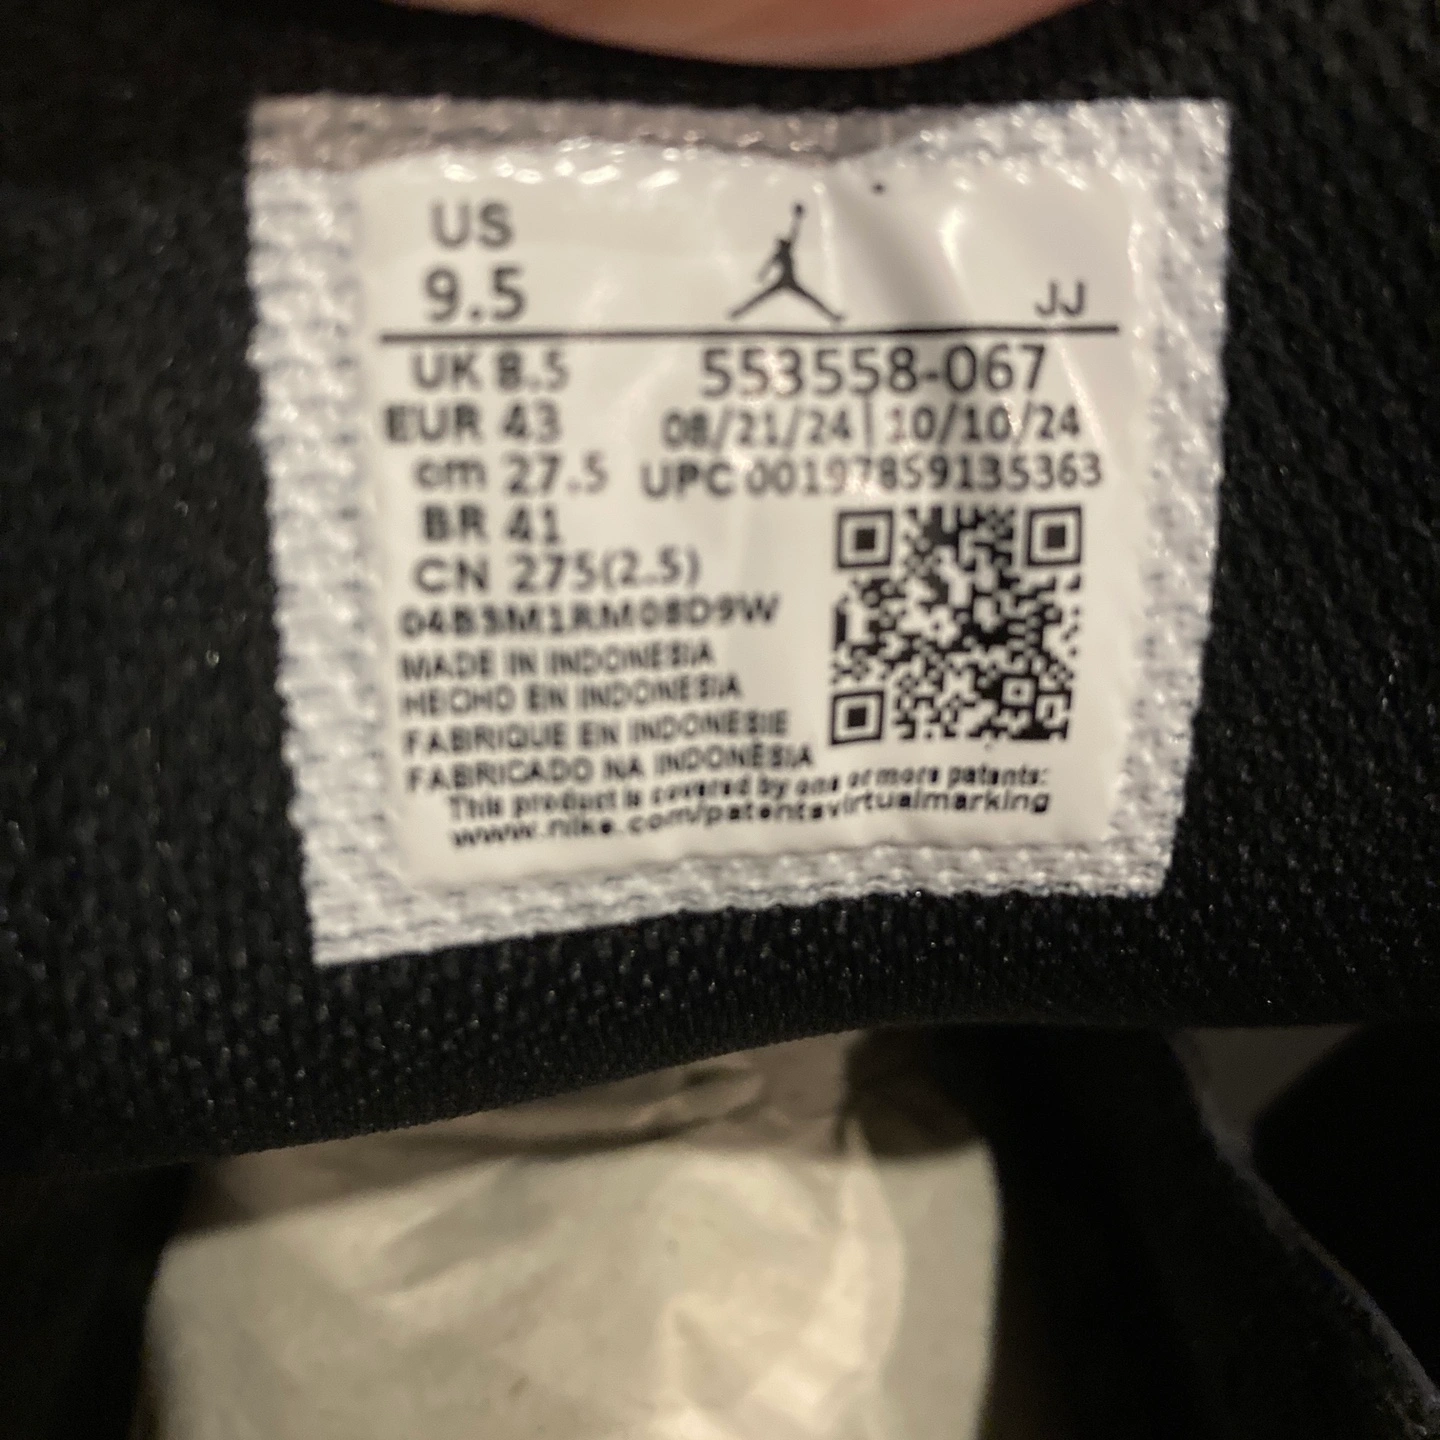 US
9.5
JJ
UK 8.5
553558-067
EUR 43
08/21/24 | 10/10/24
cm 27.5
UPC 00197859135363
BR 41
CN 275(2.5)
04B3M1RM08D9W
MADE IN INDONESIA
HECHO EN INDONESIA
FABRIQUE EN INDONESIE
FABRICADO NA INDONÉSIA
This product is covered by one or more patents:
www.nike.com/patentsvirtualmarking